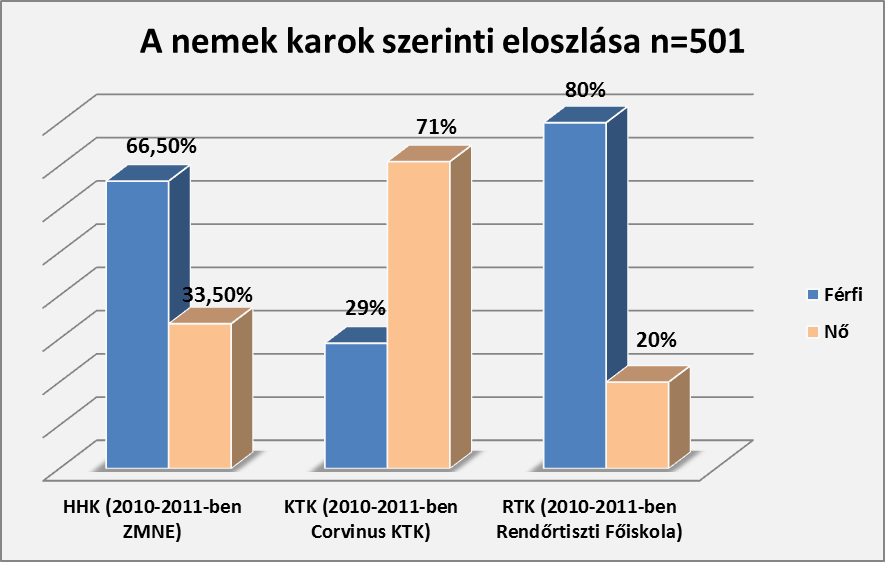 A nemek karok szerinti eloszlása n=501
66,50%
33,50%
29%
71%
80%
20%
Férfi
Nő
HHK (2010-2011-ben
ZMNE)
KTK (2010-2011-ben
Corvinus KTK)
RTK (2010-2011-ben
Rendőrtiszti Főiskola)